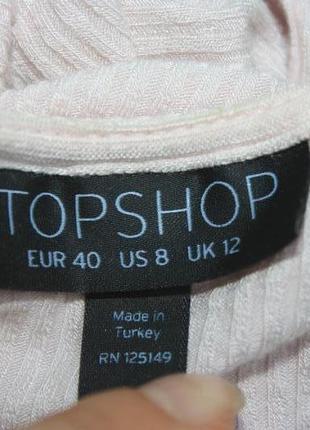 TOPSHOP
EUR 40 US 8 UK 12
Made in
Turkey
RN 125149